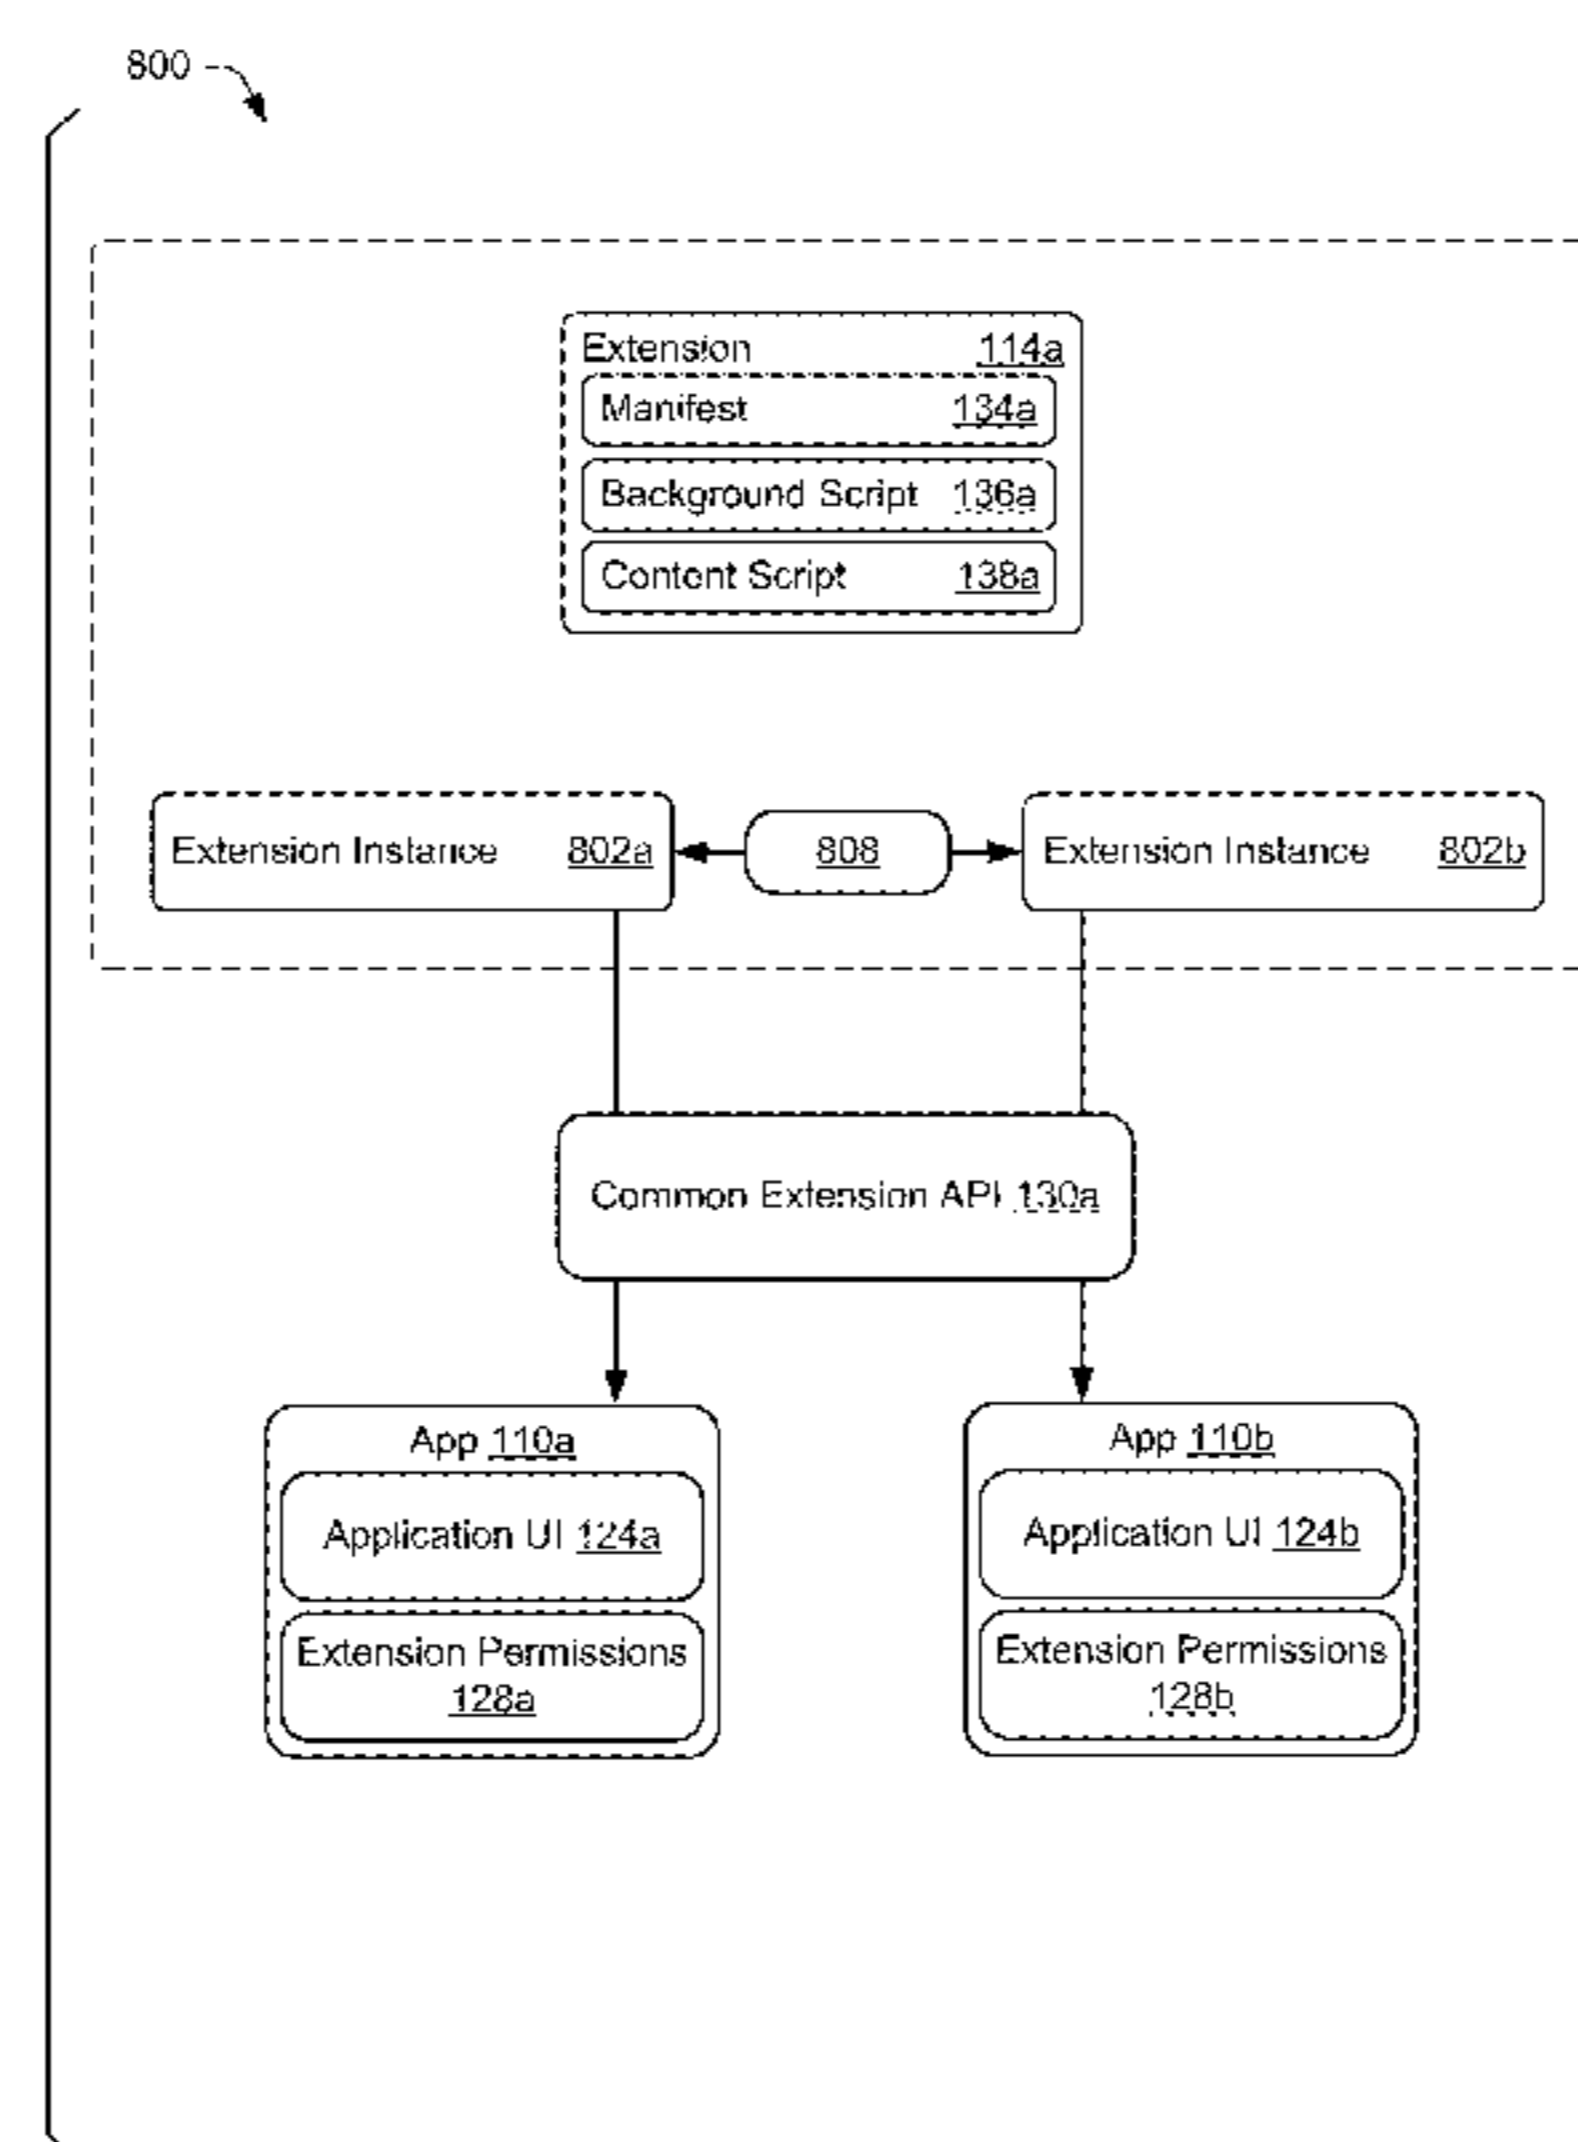 800
Extension 114a
Manifest 134a
Background Script 136a
Content Script 138a
Extension Instance 802a 808 Extension Instance 802b
Common Extension API 130a
App 110a App 110b
Application UI 124a Application UI 124b
Extension Permissions Extension Permissions
128a 128b